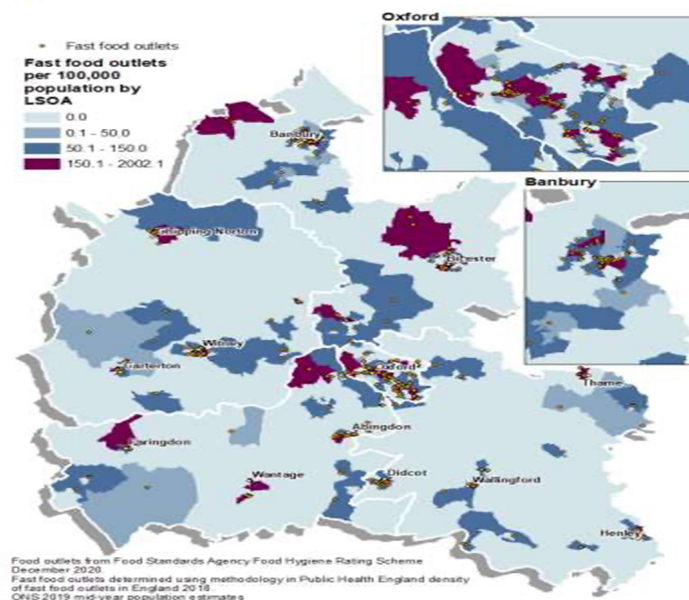 Oxford
Fast food outlets
Fast food outlets
per 100,000
population by
LSOA
0.0
0.1 - 50.0
50.1 - 150.0
150.1 - 2002.1
Banbury
Banbury
Chipping Norton
Bicester
Witney
Carterton
Oxford
Thame
Faringdon
Abingdon
Wantage
Didcot
Wallingford
Henley
Food outlets from Food Standards Agency Food Hygiene Rating Scheme
December 2020
Fast food outlets determined using methodology in Public Health England density
of fast food outlets in England 2018
ONS 2019 mid-year population estimates